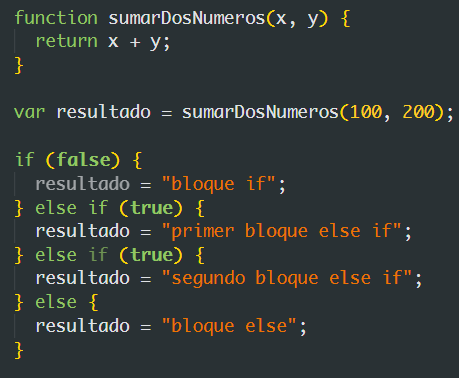 function sumarDosNumeros(x, y) {
  return x + y;
}

var resultado = sumarDosNumeros(100, 200);

if (false) {
  resultado = "bloque if";
} else if (true) {
  resultado = "primer bloque else if";
} else if (true) {
  resultado = "segundo bloque else if";
} else {
  resultado = "bloque else";
}